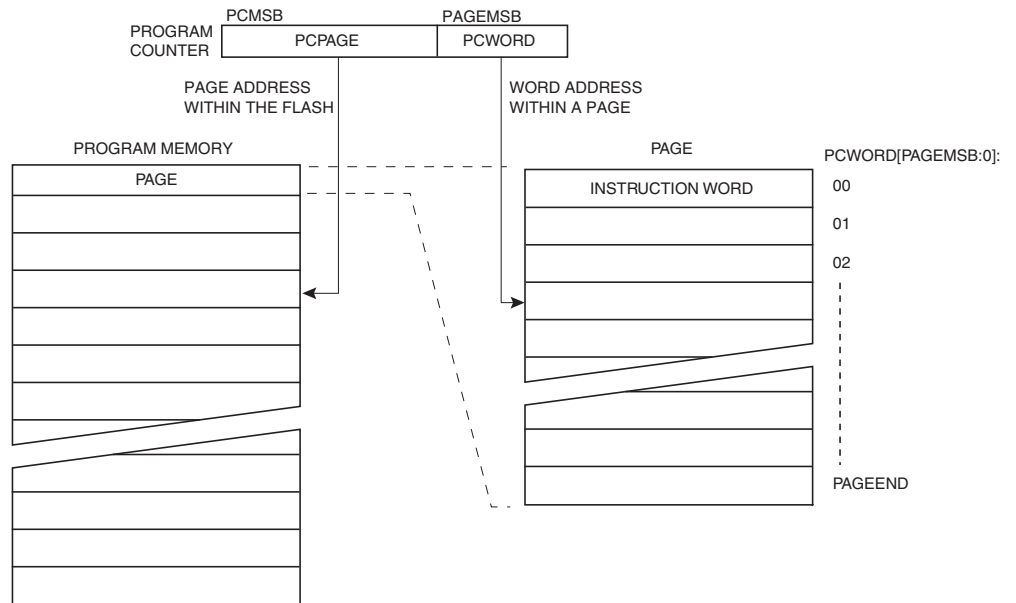 PCMSB
PAGEMSB
PROGRAM
COUNTER
PCPAGE
PCWORD
PAGE ADDRESS
WITHIN THE FLASH
WORD ADDRESS
WITHIN A PAGE
PROGRAM MEMORY
PAGE
PAGE
INSTRUCTION WORD
PCWORD[PAGEMSB:0]:
00
01
02
PAGEEND